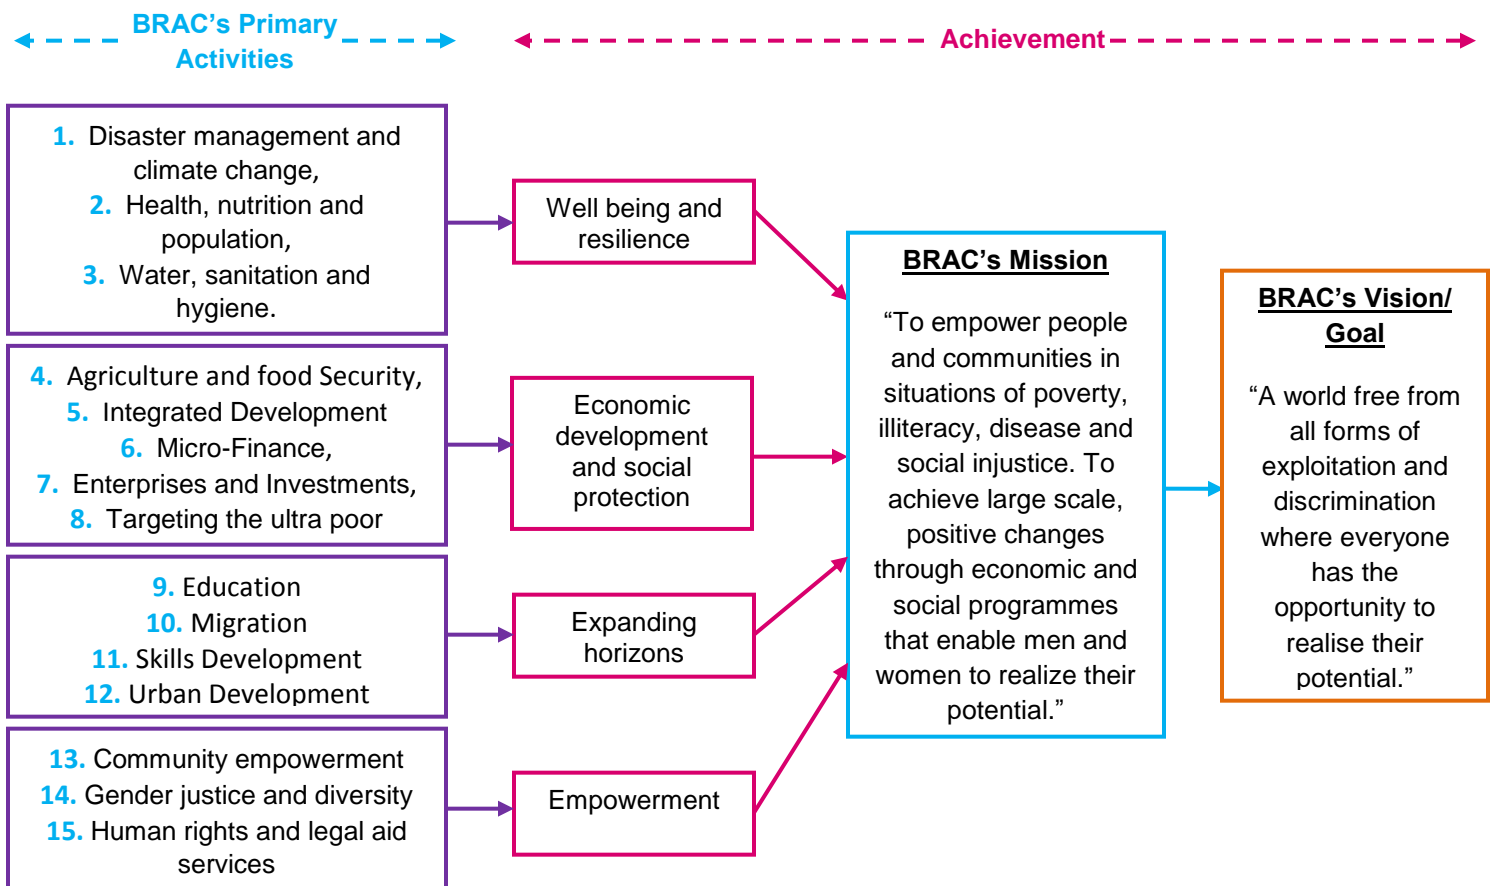 BRAC’s Primary
Activities
Achievement
1. Disaster management and
climate change,
2. Health, nutrition and
population,
3. Water, sanitation and
hygiene.
Well being and
resilience
4. Agriculture and food Security,
5. Integrated Development
6. Micro-Finance,
7. Enterprises and Investments,
8. Targeting the ultra poor
Economic
development
and social
protection
9. Education
10. Migration
11. Skills Development
12. Urban Development
Expanding
horizons
13. Community empowerment
14. Gender justice and diversity
15. Human rights and legal aid
services
Empowerment
BRAC’s Mission
“To empower people
and communities in
situations of poverty,
illiteracy, disease and
social injustice. To
achieve large scale,
positive changes
through economic and
social programmes
that enable men and
women to realize their
potential.”
BRAC’s Vision/
Goal
“A world free from
all forms of
exploitation and
discrimination
where everyone
has the
opportunity to
realise their
potential.”